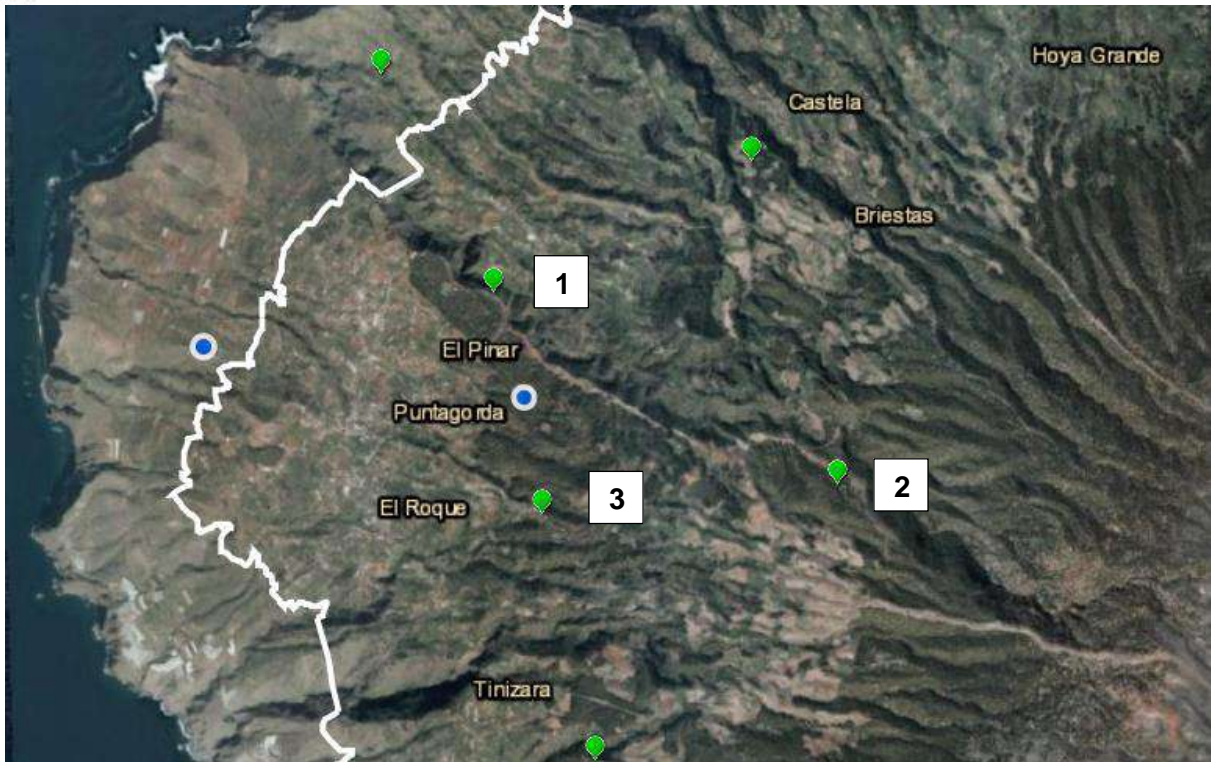 Hoya Grande
Castela
Briestas
1
El Pinar
Puntagorda
2
3
El Roque
Tinizara